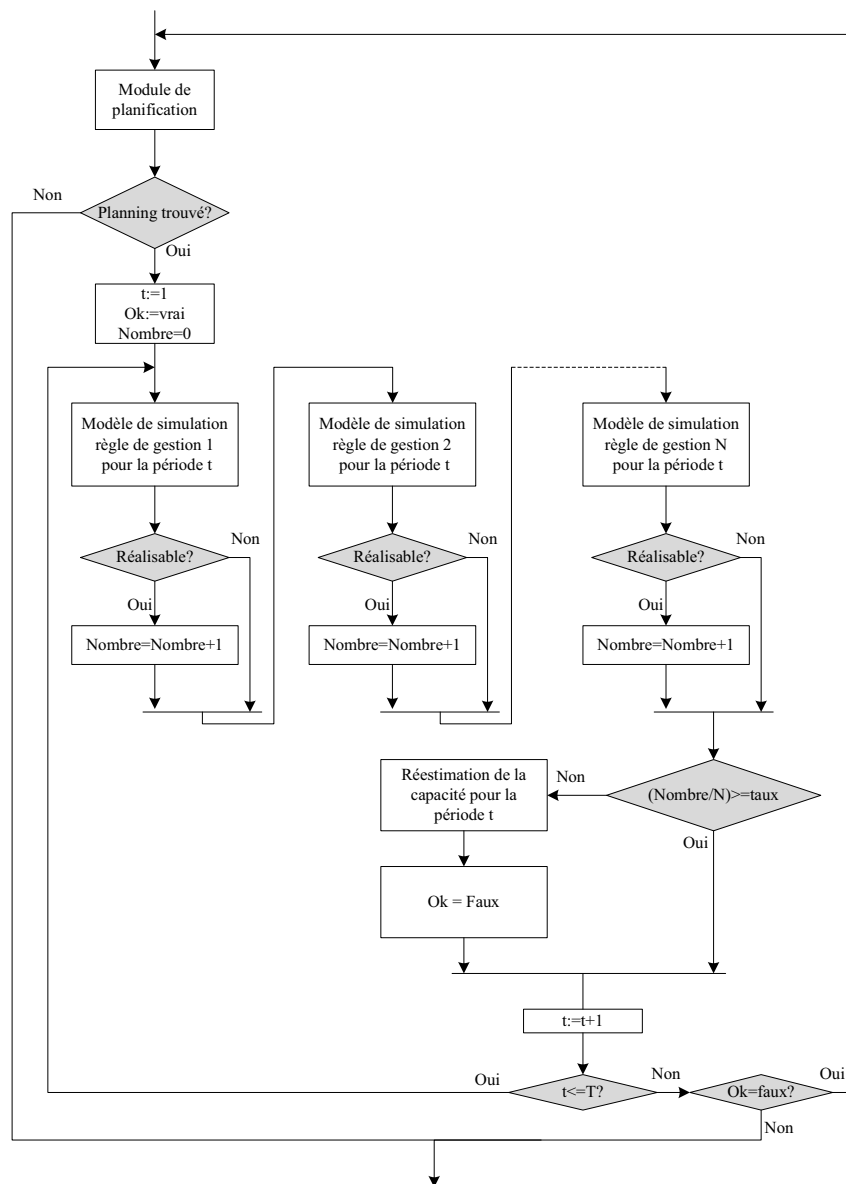 Module de
planification
Non
Planning trouvé?
Oui
t:=1
Ok:=vrai
Nombre=0
Modèle de simulation
règle de gestion 1
pour la période t
Modèle de simulation
règle de gestion 2
pour la période t
Modèle de simulation
règle de gestion N
pour la période t
Réalisable?
Non
Réalisable?
Non
Réalisable?
Non
Oui
Oui
Oui
Nombre=Nombre+1
Nombre=Nombre+1
Nombre=Nombre+1
Réestimation de la
capacité pour la
période t
Non
(Nombre/N)>=taux
Oui
Ok = Faux
t:=t+1
Oui
t<=T?
Non
Ok=faux?
Oui
Non